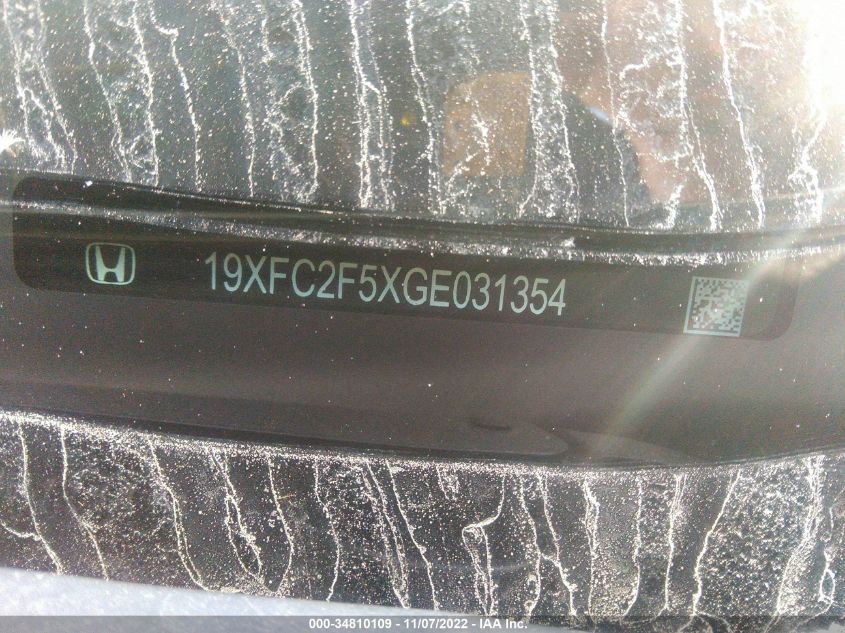 19XFC2F5XGE031354
000-34810109 - 11/07/2022 - IAA Inc.